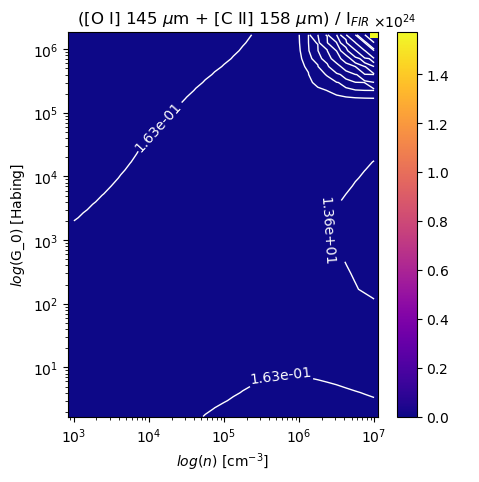 ([O I] 145 μm + [C II] 158 μm) / I_FIR ×10^24
10^6
10^5
10^4
10^3
10^2
10^1
log(G_0) [Habing]
1.63e-01
1.36e+01
1.63e-01
10^3 10^4 10^5 10^6 10^7
log(n) [cm^−3]
1.4
1.2
1.0
0.8
0.6
0.4
0.2
0.0